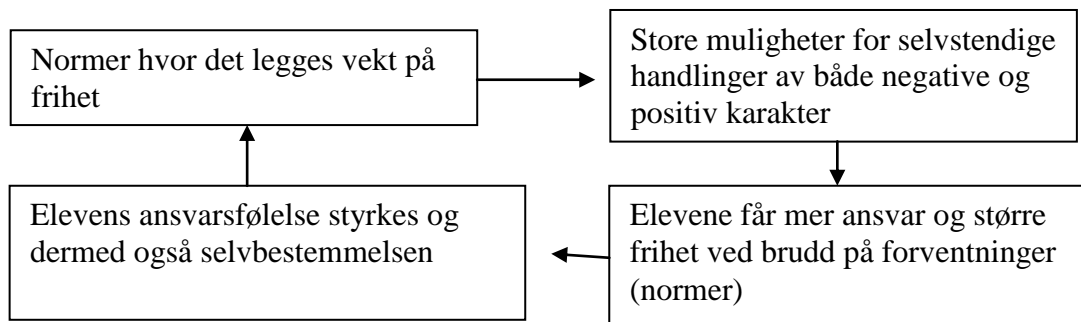 Normer hvor det legges vekt på
frihet
Store muligheter for selvstendige
handlinger av både negative og
positiv karakter
Elevens ansvarsfølelse styrkes og
dermed også selvbestemmelsen
Elevene får mer ansvar og større
frihet ved brudd på forventninger
(normer)